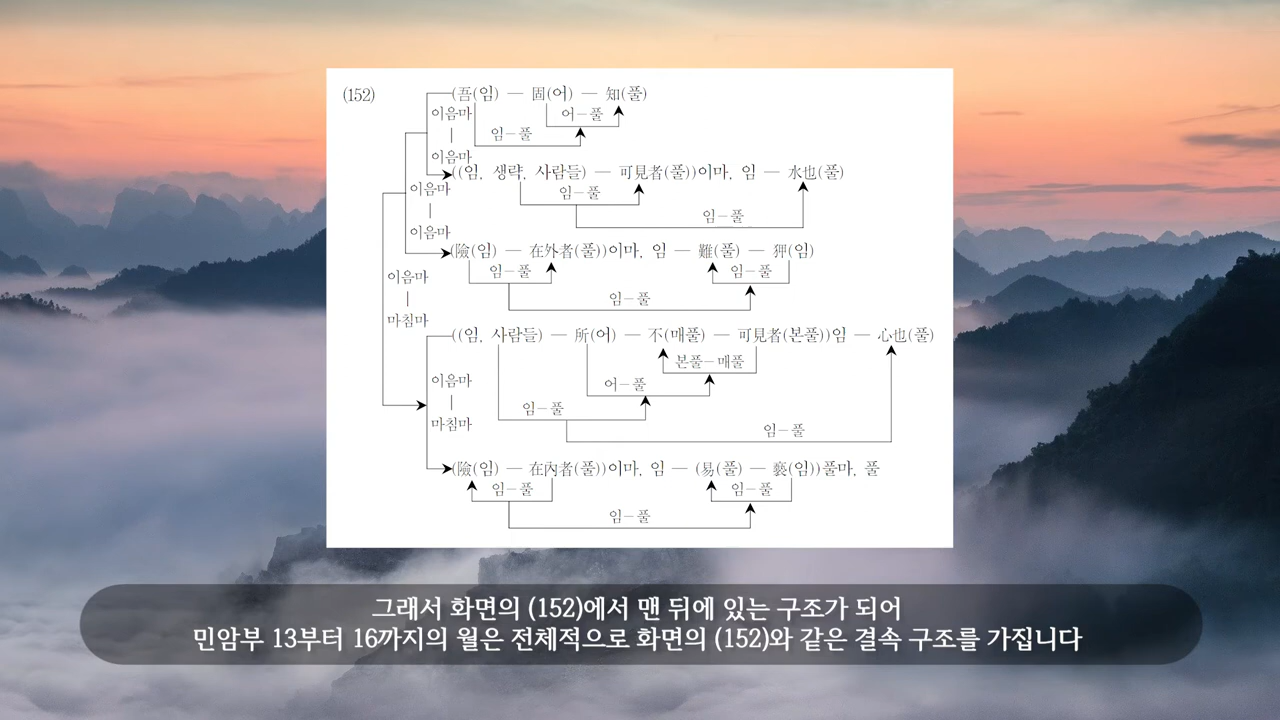 (152)
(吾(임) — 固(어) — 知(풀)
이음마
어–풀
|
임–풀
이음마
((임, 생략, 사람들) — 可見者(풀))이마, 임 — 水也(풀)
이음마
임–풀
|
임–풀
이음마
(險(임) — 在外者(풀))이마, 임 — 難(풀) — 狎(임)
이음마
임–풀
임–풀
|
임–풀
마침마
((임, 사람들) — 所(어) — 不(매풀) — 可見者(본풀))임 — 心也(풀)
본풀–매풀
이음마
어–풀
|
임–풀
마침마
임–풀
(險(임) — 在內者(풀))이마, 임 — (易(풀) — 褻(임))풀마, 풀
임–풀
임–풀
임–풀
그래서 화면의 (152)에서 맨 뒤에 있는 구조가 되어
민암부 13부터 16까지의 월은 전체적으로 화면의 (152)와 같은 결속 구조를 가집니다